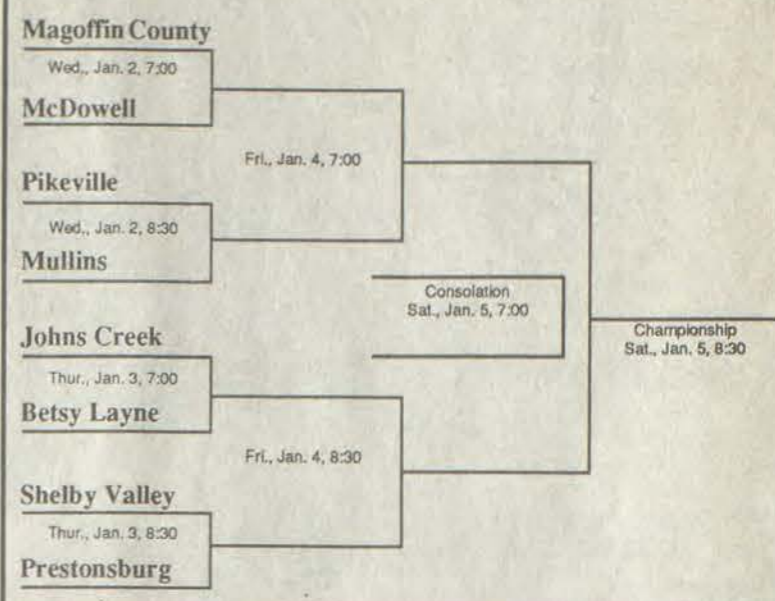 Magoffin County
Wed., Jan. 2, 7:00
McDowell
Fri., Jan. 4, 7:00
Pikeville
Wed., Jan. 2, 8:30
Mullins
Consolation
Sat., Jan. 5, 7:00
Championship
Sat., Jan. 5, 8:30
Johns Creek
Thur., Jan. 3, 7:00
Betsy Layne
Fri., Jan. 4, 8:30
Shelby Valley
Thur., Jan. 3, 8:30
Prestonsburg